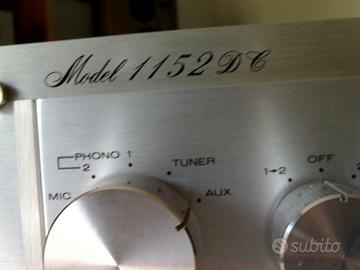 Model 1152 DC
PHONO 1
2
TUNER
MIC
AUX
1→2
OFF
subito